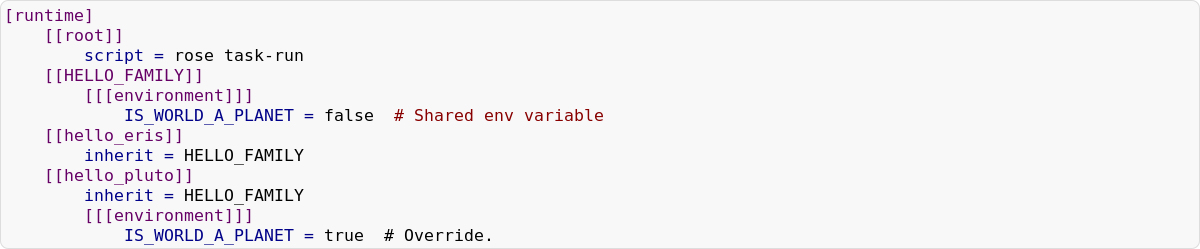 [runtime]
    [[root]]
        script = rose task-run
    [[HELLO_FAMILY]]
        [[[environment]]]
            IS_WORLD_A_PLANET = false  # Shared env variable
    [[hello_eris]]
        inherit = HELLO_FAMILY
    [[hello_pluto]]
        inherit = HELLO_FAMILY
        [[[environment]]]
            IS_WORLD_A_PLANET = true  # Override.